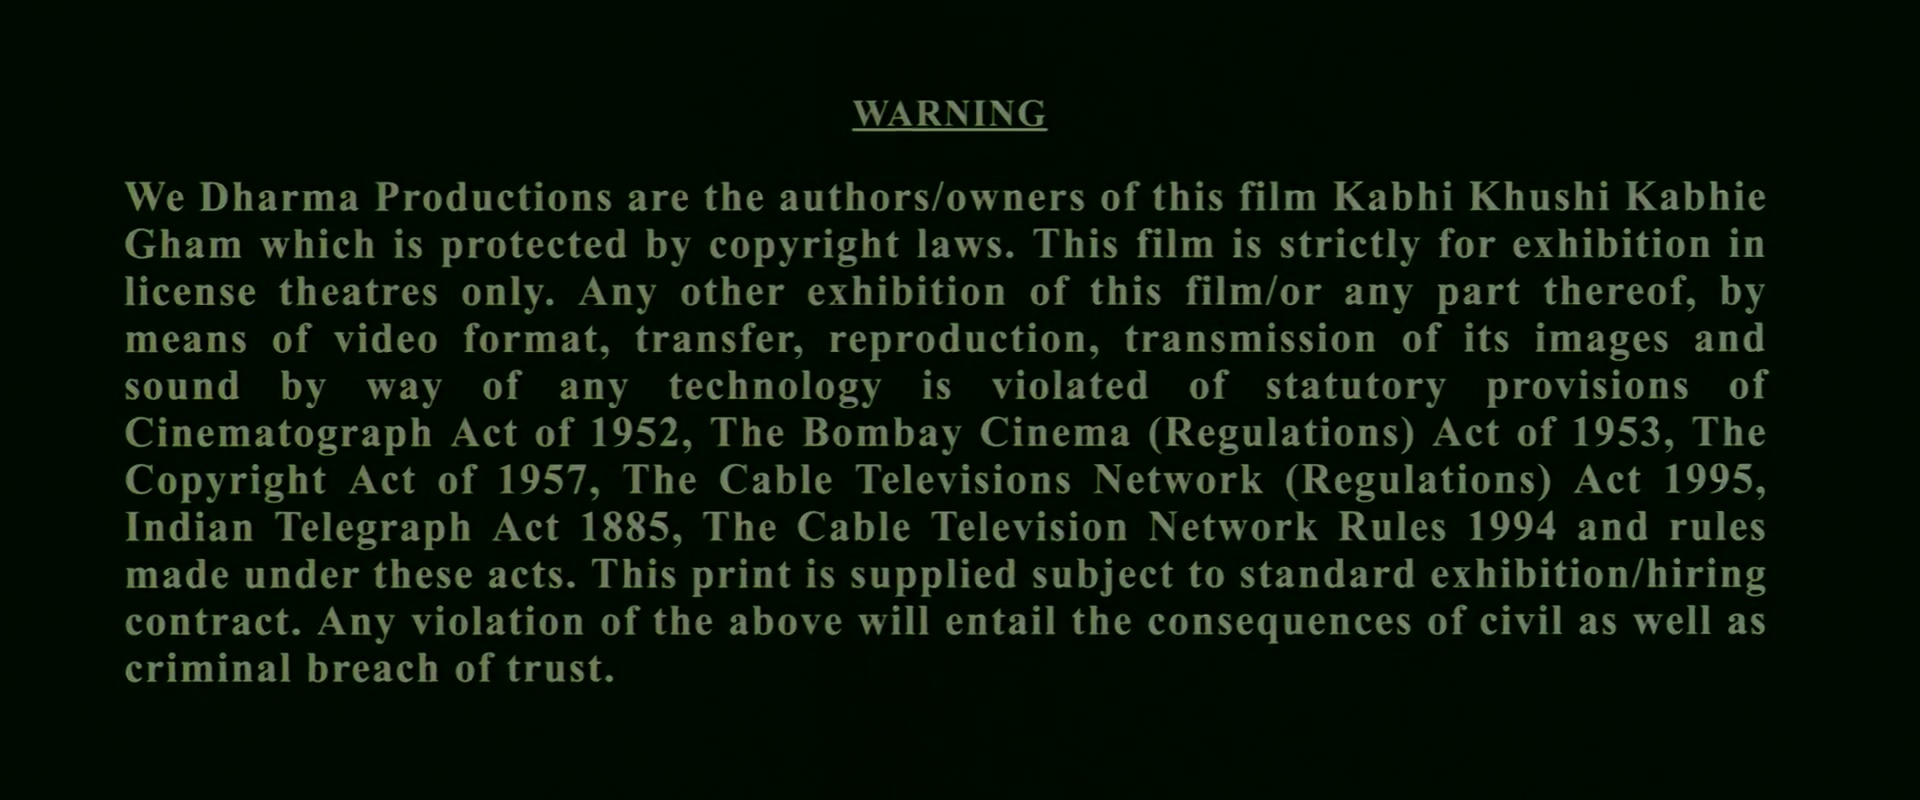 WARNING
We Dharma Productions are the authors/owners of this film Kabhi Khushi Kabhie
Gham which is protected by copyright laws. This film is strictly for exhibition in
license theatres only. Any other exhibition of this film/or any part thereof, by
means of video format, transfer, reproduction, transmission of its images and
sound by way of any technology is violated of statutory provisions of
Cinematograph Act of 1952, The Bombay Cinema (Regulations) Act of 1953, The
Copyright Act of 1957, The Cable Televisions Network (Regulations) Act 1995,
Indian Telegraph Act 1885, The Cable Television Network Rules 1994 and rules
made under these acts. This print is supplied subject to standard exhibition/hiring
contract. Any violation of the above will entail the consequences of civil as well as
criminal breach of trust.